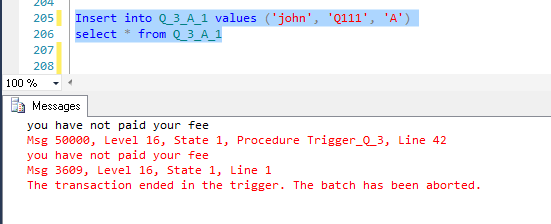 204
205 Insert into Q_3_A_1 values ('john', 'Q111', 'A')
206 select * from Q_3_A_1
207
208
100 %
Messages
you have not paid your fee
Msg 50000, Level 16, State 1, Procedure Trigger_Q_3, Line 42
you have not paid your fee
Msg 3609, Level 16, State 1, Line 1
The transaction ended in the trigger. The batch has been aborted.